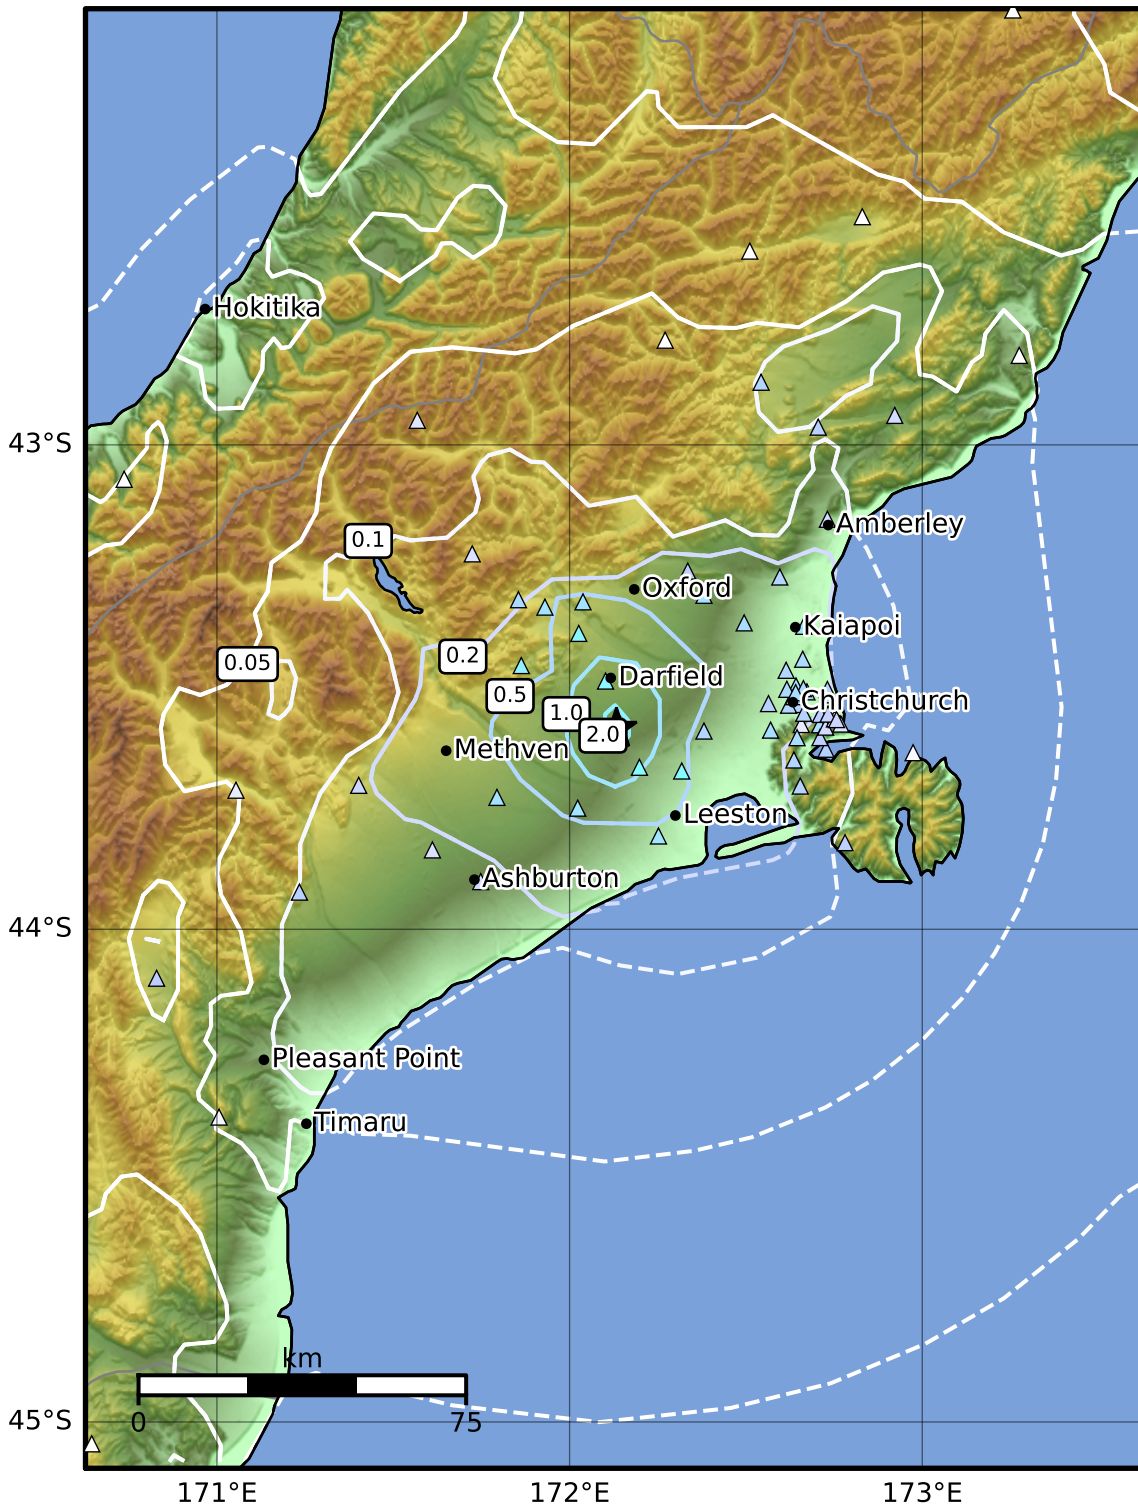 Hokitika
43°S
Amberley
0.1
Oxford
Kaiapoi
0.2
0.05
Darfield
0.5
Christchurch
1.0
2.0
Methven
Leeston
Ashburton
44°S
Pleasant Point
Timaru
km
0 75
45°S
171°E 172°E 173°E